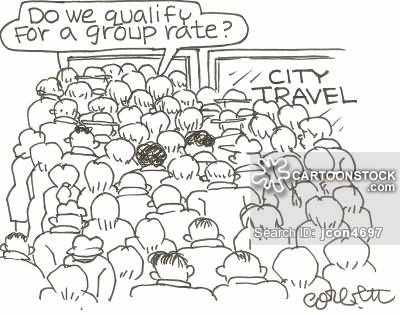 Do we qualify
for a group rate?
CITY
TRAVEL
CARTOONSTOCK
.com
Search ID: jcon4697
corbett